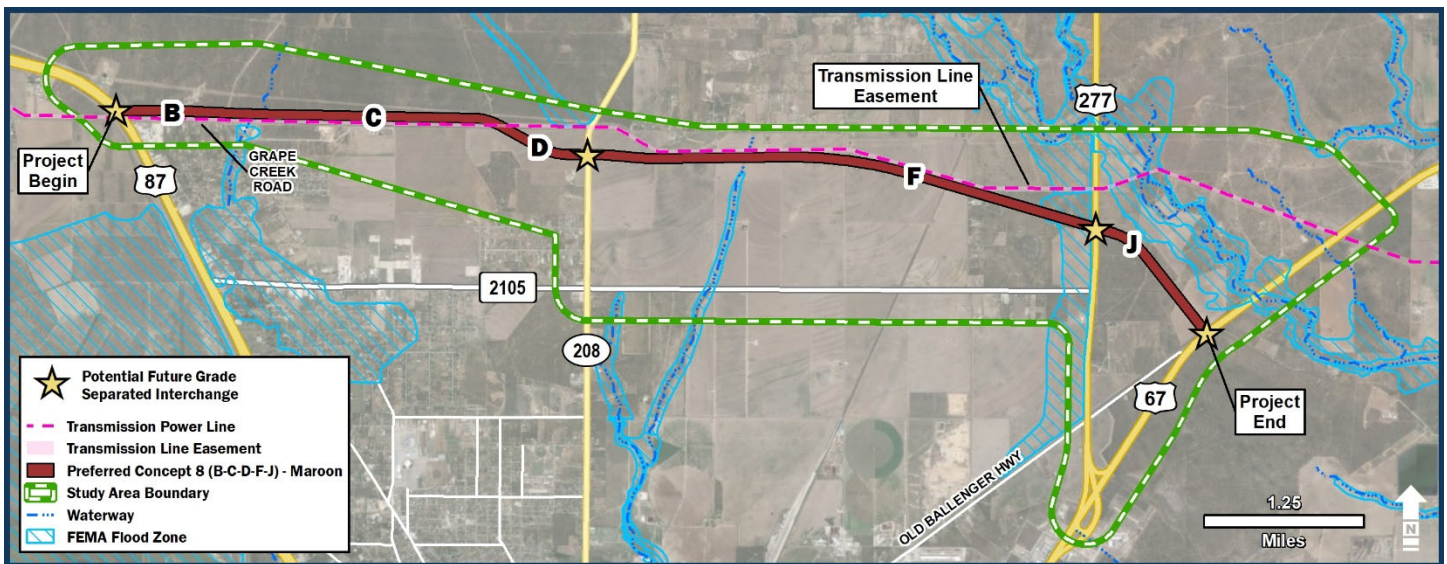 B
C
D
F
J
Project
Begin
GRAPE
CREEK
ROAD
87
Transmission Line
Easement
277
2105
208
67
Project
End
OLD BALLENGER HWY
Potential Future Grade
Separated Interchange
Transmission Power Line
Transmission Line Easement
Preferred Concept 8 (B-C-D-F-J) - Maroon
Study Area Boundary
Waterway
FEMA Flood Zone
1.25
Miles
N